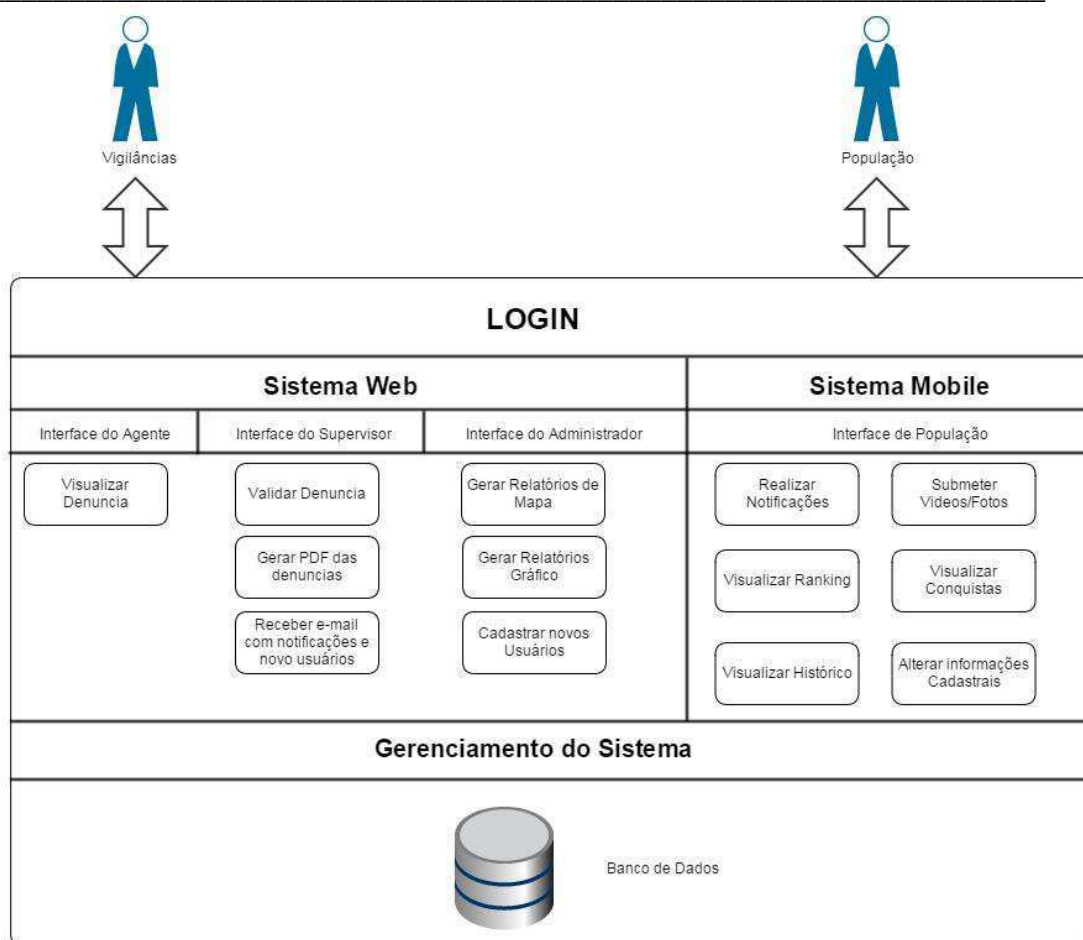 Vigilâncias
População
LOGIN
Sistema Web
Sistema Mobile
Interface do Agente
Interface do Supervisor
Interface do Administrador
Interface de População
Visualizar
Denuncia
Validar Denuncia
Gerar PDF das
denuncias
Receber e-mail
com notificações e
novo usuários
Gerar Relatórios de
Mapa
Gerar Relatórios
Gráfico
Cadastrar novos
Usuários
Realizar
Notificações
Submeter
Videos/Fotos
Visualizar Ranking
Visualizar
Conquistas
Visualizar Histórico
Alterar informações
Cadastrais
Gerenciamento do Sistema
Banco de Dados